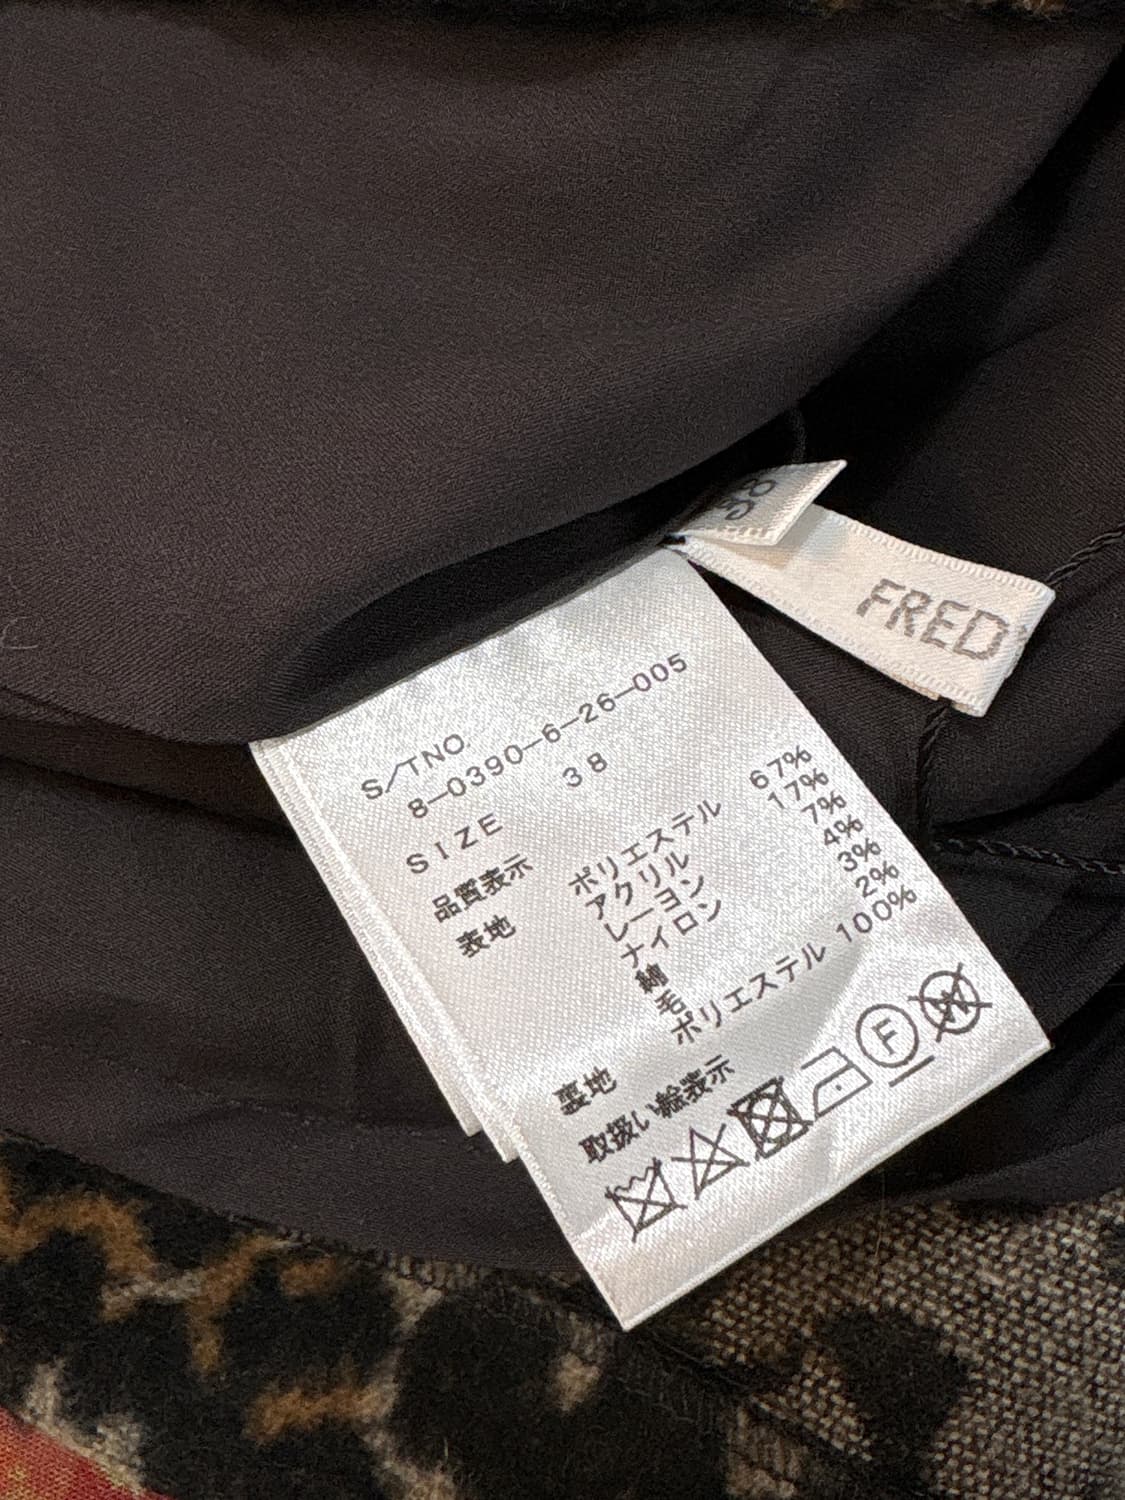 FRED
S/TNO.
8-0390-6-26-005
SIZE 38
品質表示
表地 ポリエステル 67%
アクリル 17%
レーヨン 7%
ナイロン 4%
綿 3%
毛 2%
裏地 ポリエステル 100%
取扱い絵表示
F W